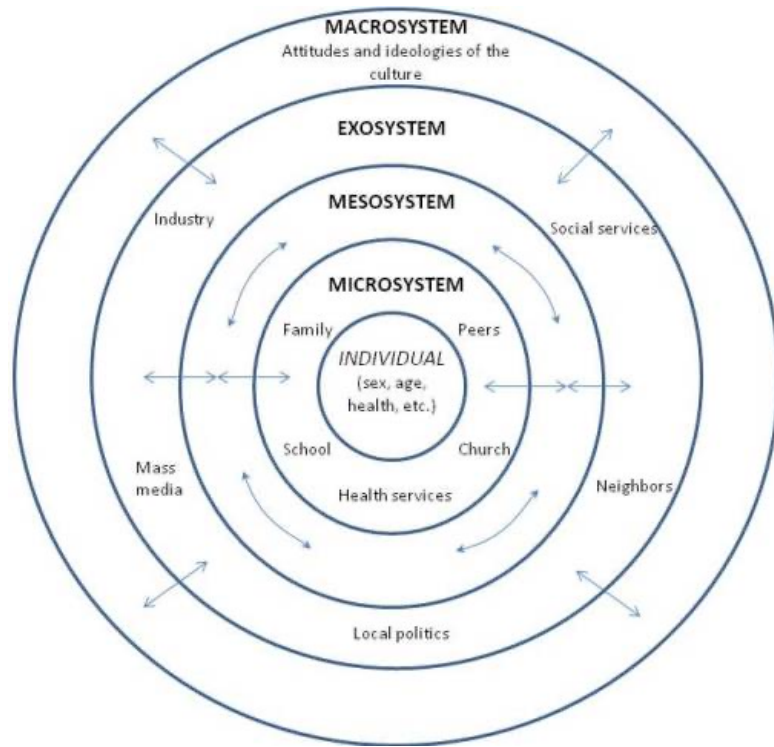 MACROSYSTEM
Attitudes and ideologies of the
culture
EXOSYSTEM
MESOSYSTEM
Industry
Social services
MICROSYSTEM
Family
Peers
INDIVIDUAL
(sex, age,
health, etc.)
School
Church
Mass
media
Health services
Neighbors
Local politics